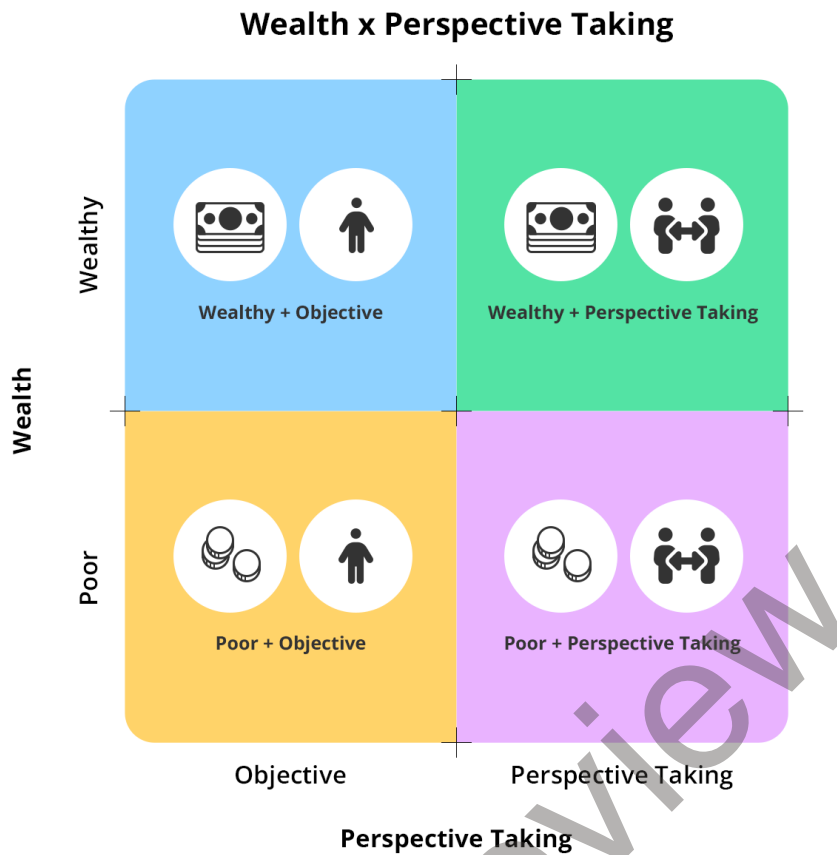 Wealth x Perspective Taking
Wealthy
Wealthy + Objective
Wealthy + Perspective Taking
Wealth
Poor
Poor + Objective
Poor + Perspective Taking
Objective
Perspective Taking
Perspective Taking